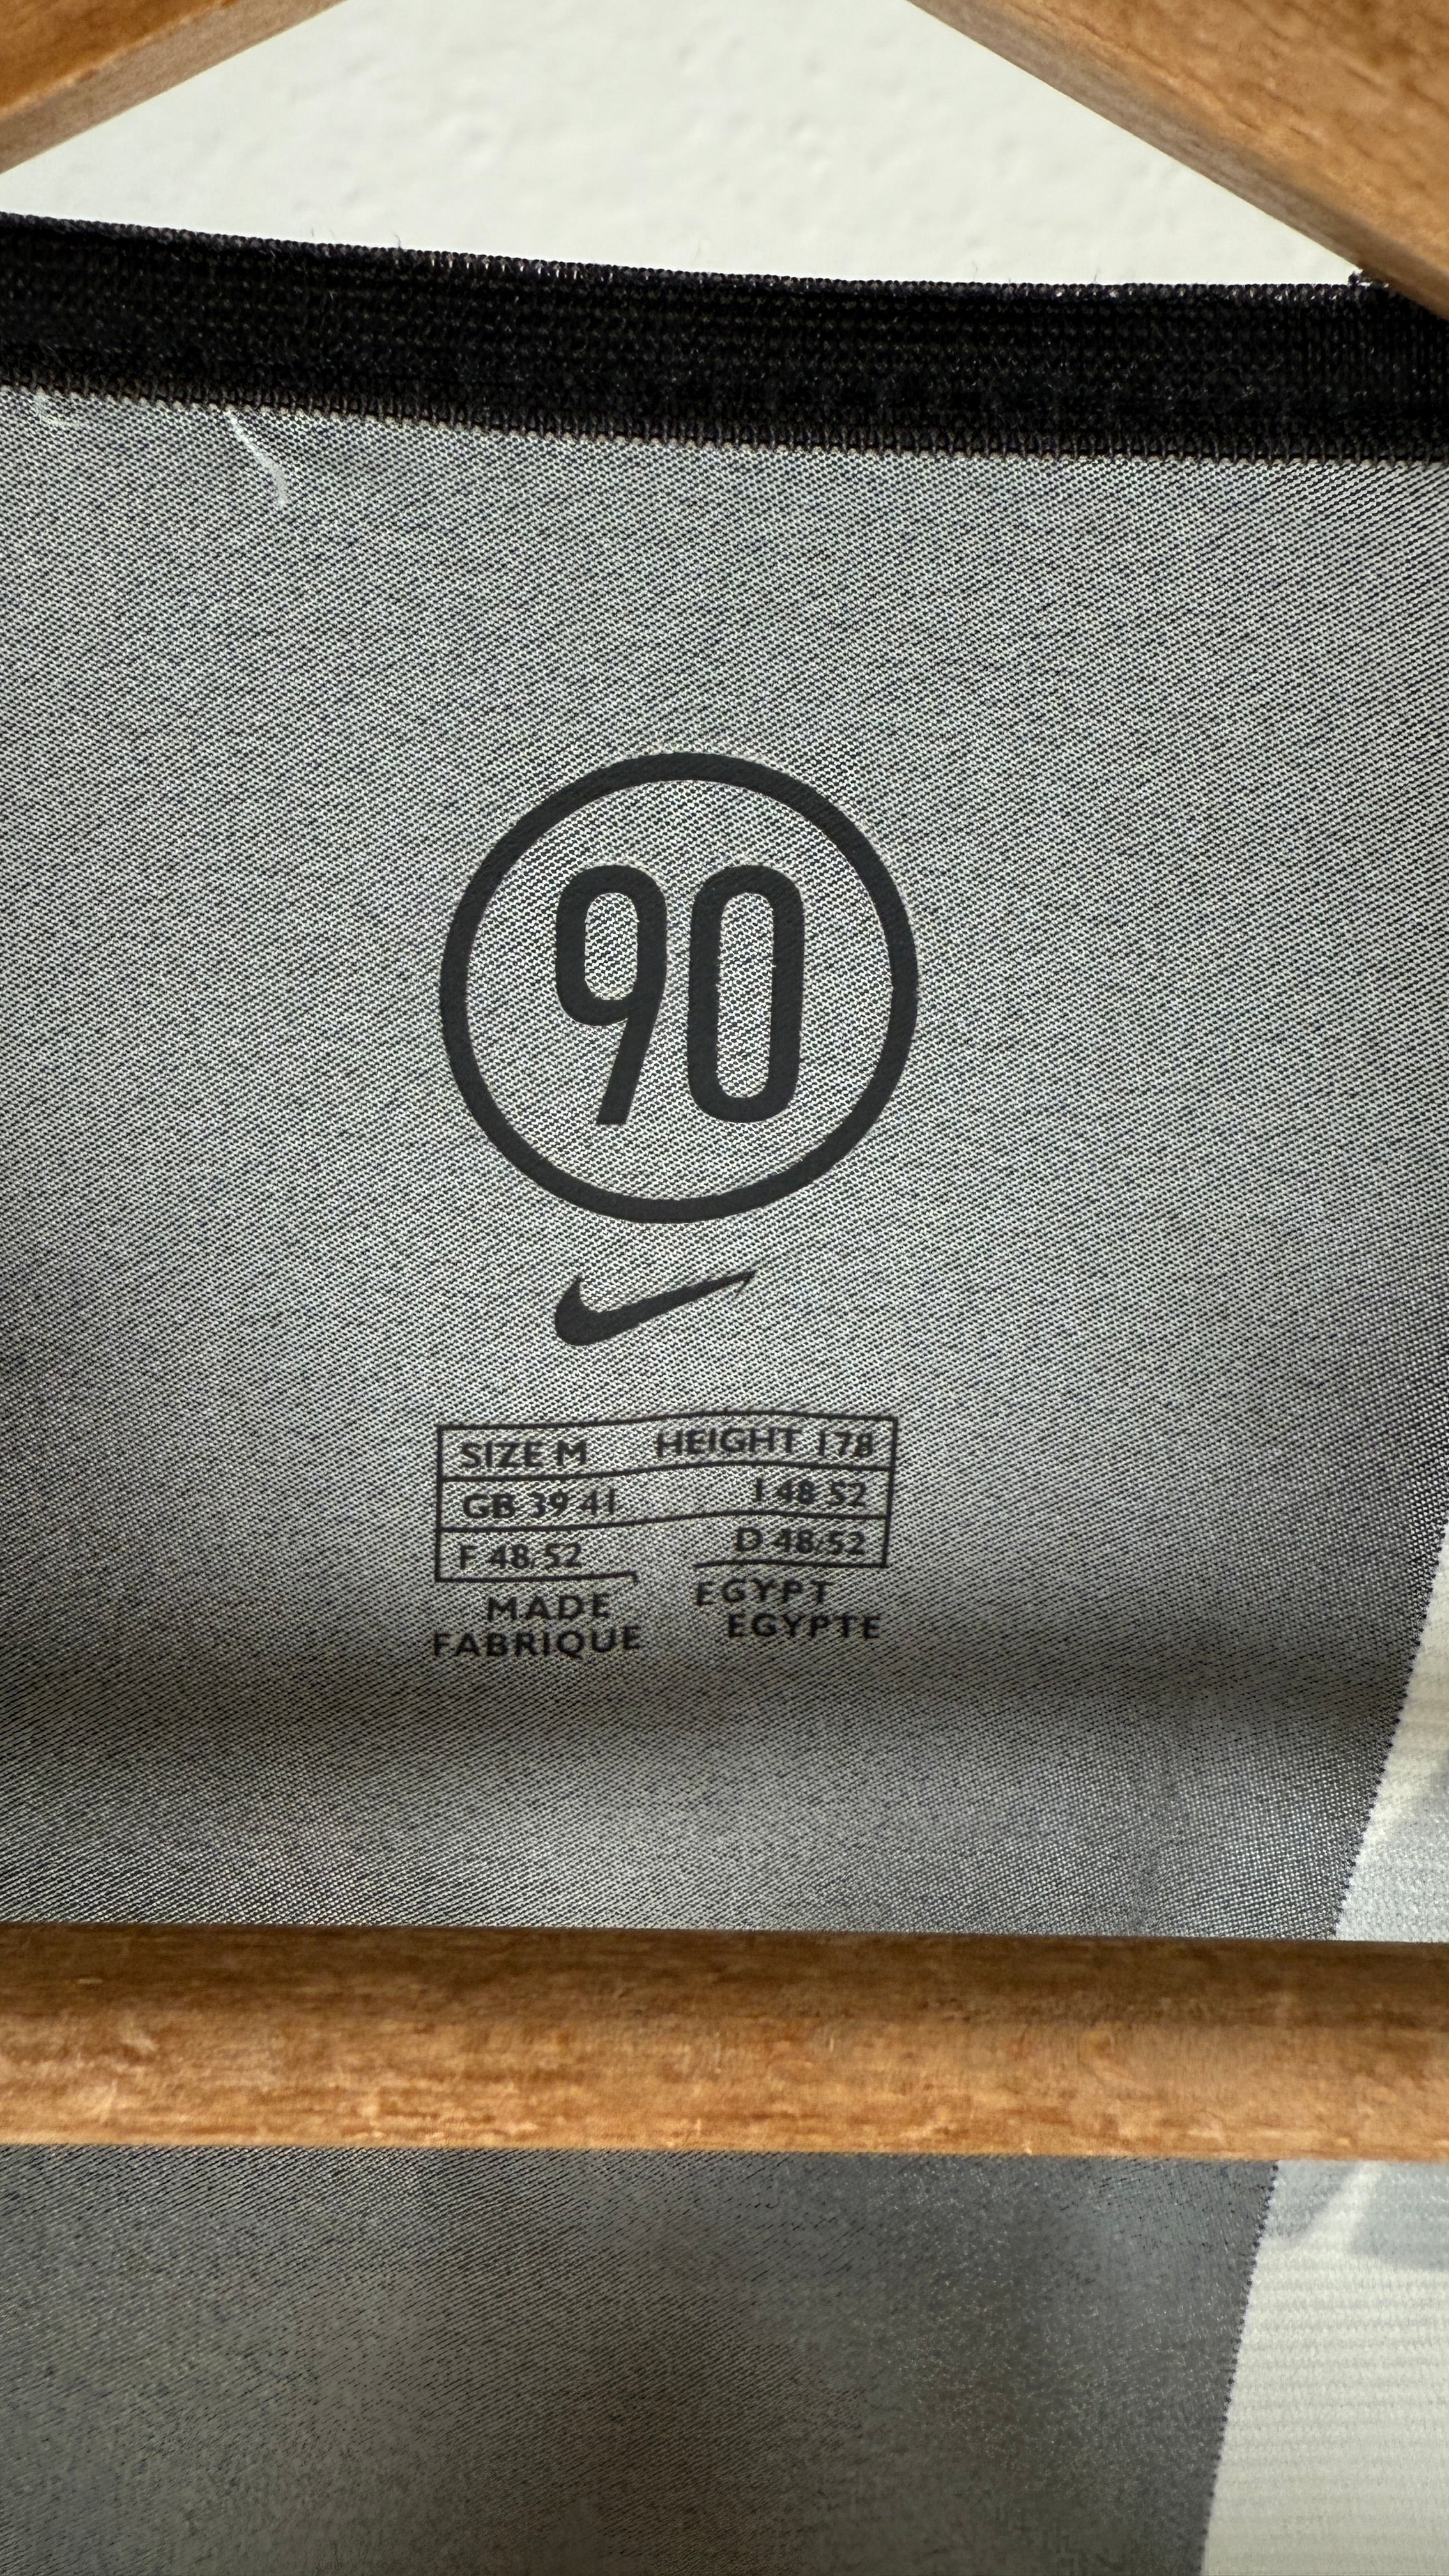 90
SIZE M HEIGHT 178
GB 39 41 I 48 52
F 48/52 D 48/52
MADE EGYPT
FABRIQUE EGYPTE